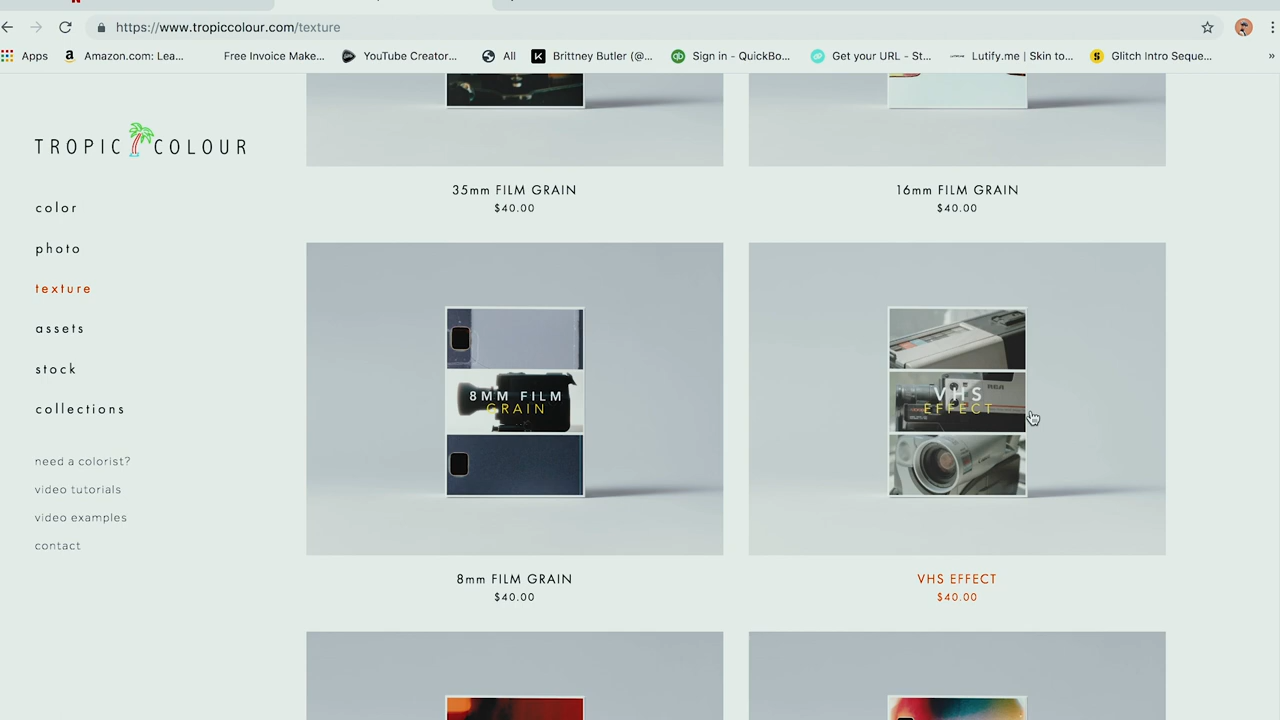 https://www.tropiccolour.com/texture
Apps
Amazon.com: Lea...
Free Invoice Make...
YouTube Creator...
All
Brittney Butler (@...
Sign in - QuickBo...
Get your URL - St...
Lutify.me | Skin to...
Glitch Intro Seque...
»
TROPIC COLOUR
color
photo
texture
assets
stock
collections
need a colorist?
video tutorials
video examples
contact
35mm FILM GRAIN
$40.00
16mm FILM GRAIN
$40.00
8MM FILM
GRAIN
8mm FILM GRAIN
$40.00
RCA
VHS
EFFECT
VHS EFFECT
$40.00